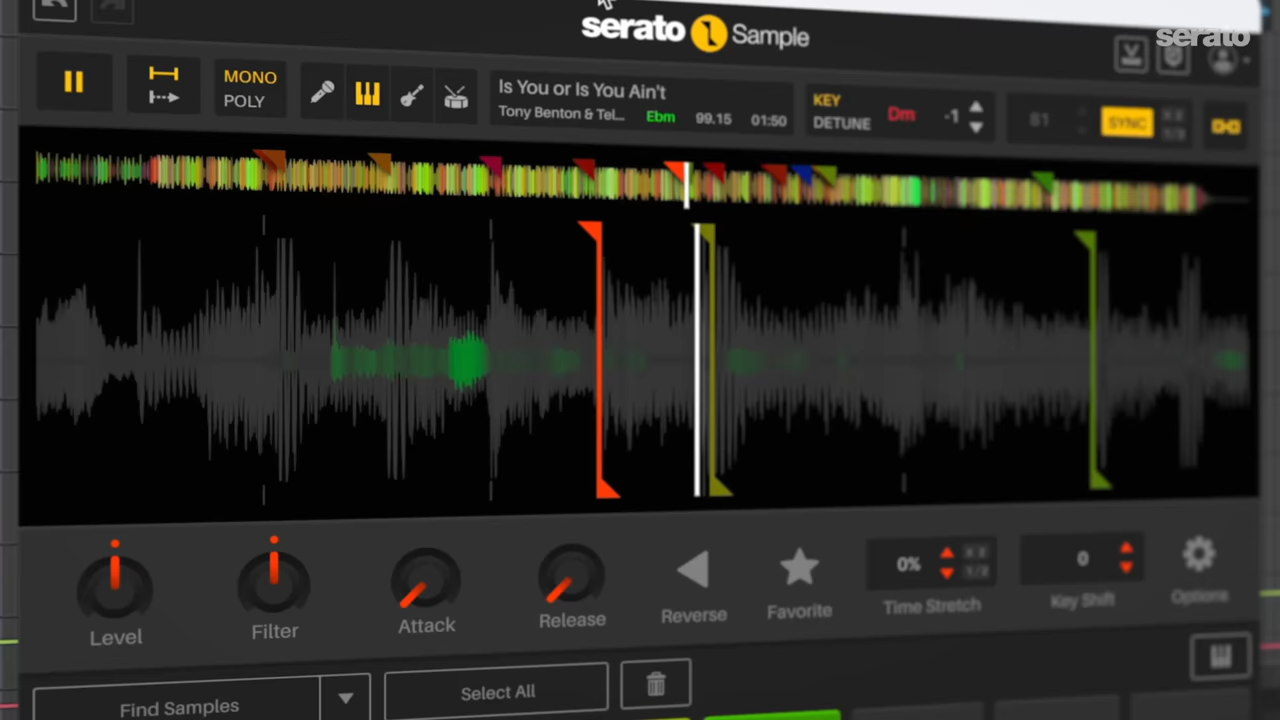 serato Sample
serato
MONO
POLY
Is You or Is You Ain't
Tony Benton & Tel... Ebm 99.15 01:50
KEY
DETUNE
Dm -1
81
SYNC
Level
Filter
Attack
Release
Reverse
Favorite
0%
Time Stretch
0
Key Shift
Options
Find Samples
Select All